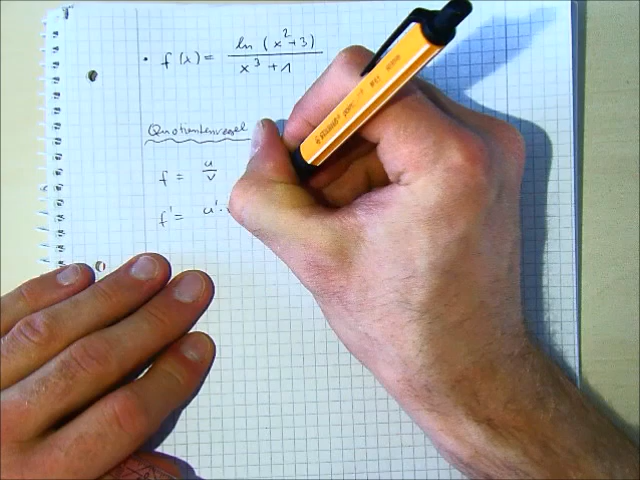 • f(x) = ln (x²+3) / x³ + 1
Quotientenregel
f = u/v
f' = u' ·